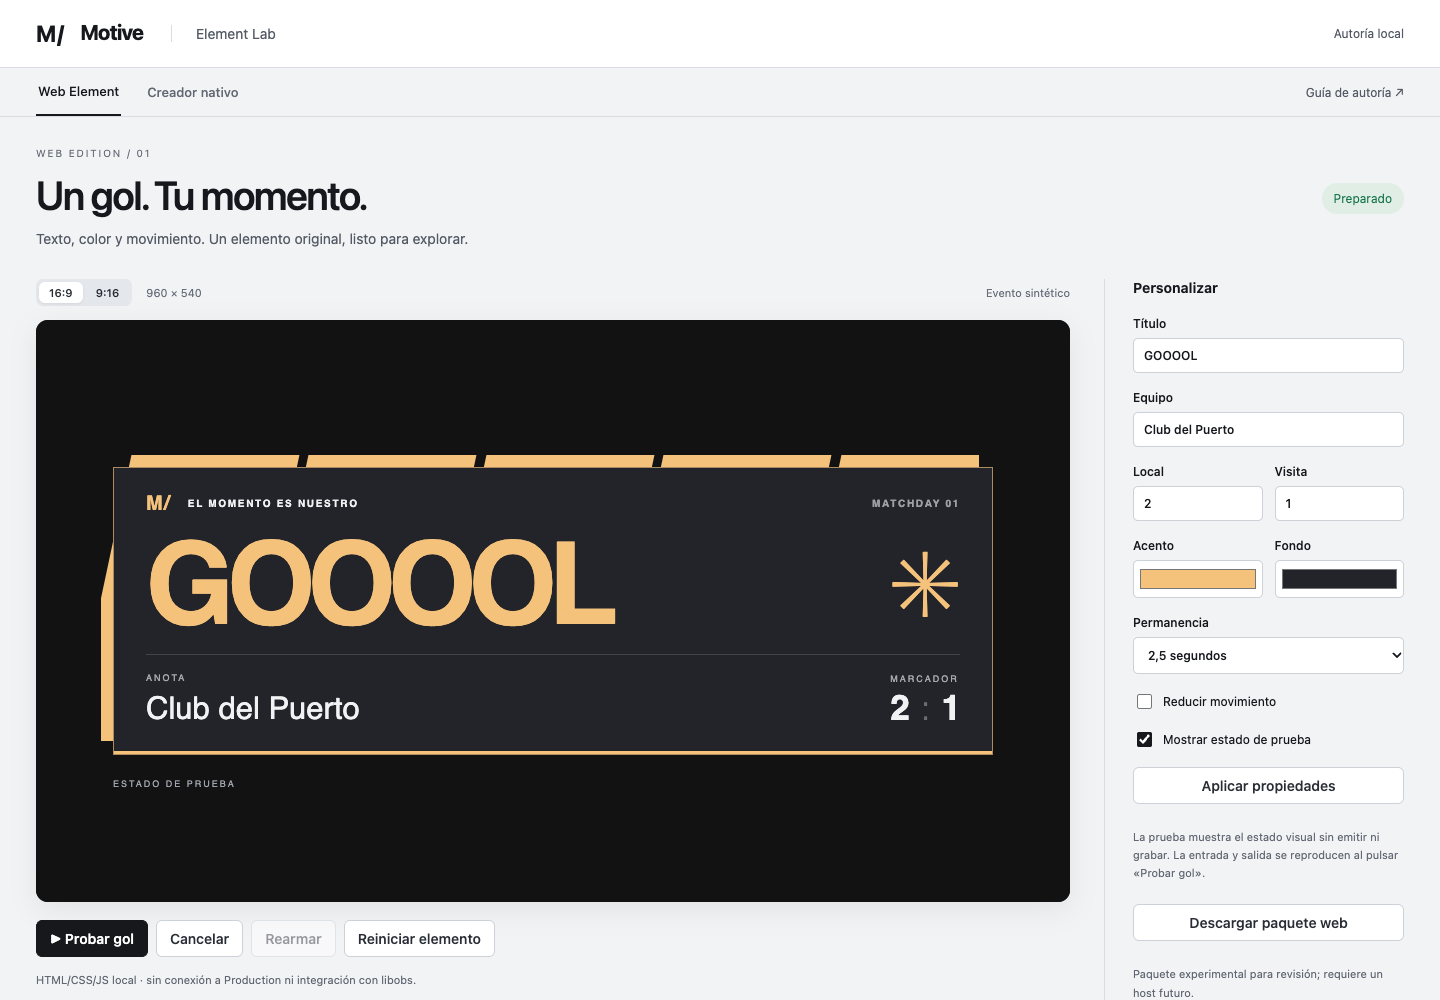 M/ Motive
Element Lab
Autoría local
Web Element
Creador nativo
Guía de autoría ↗
WEB EDITION / 01
Un gol. Tu momento.
Preparado
Texto, color y movimiento. Un elemento original, listo para explorar.
16:9
9:16
960 × 540
Evento sintético
M/ EL MOMENTO ES NUESTRO
MATCHDAY 01
GOOOOL
ANOTA
Club del Puerto
MARCADOR
2 : 1
ESTADO DE PRUEBA
▶ Probar gol
Cancelar
Rearmar
Reiniciar elemento
HTML/CSS/JS local · sin conexión a Production ni integración con libobs.
Personalizar
Título
GOOOOL
Equipo
Club del Puerto
Local
Visita
2
1
Acento
Fondo
Permanencia
2,5 segundos
Reducir movimiento
Mostrar estado de prueba
Aplicar propiedades
La prueba muestra el estado visual sin emitir ni
grabar. La entrada y salida se reproducen al pulsar
«Probar gol».
Descargar paquete web
Paquete experimental para revisión; requiere un
host futuro.